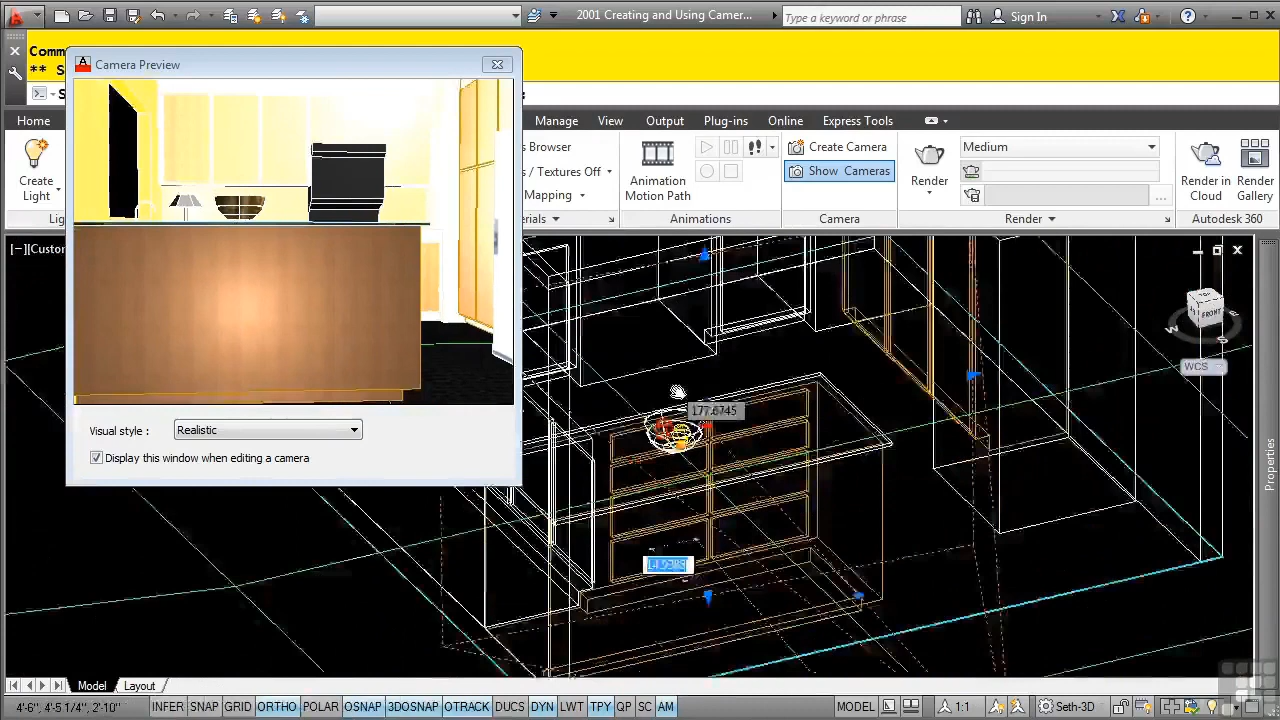 2001 Creating and Using Camer...
Type a keyword or phrase
Sign In
Comm
** S
Camera Preview
Visual style :
Realistic
Display this window when editing a camera
Home
Manage
View
Output
Plug-ins
Online
Express Tools
Create
Light
s Browser
s / Textures Off
Mapping
Animation
Motion Path
Create Camera
Show Cameras
Render
Medium
Render in
Cloud
Render
Gallery
Animations
Camera
Render
Autodesk 360
[–][Custom
TOP
FRONT
W
WCS
177.6745
Properties
Model
Layout
4'-6", 4'-5 1/4", 2'-10"
INFER SNAP GRID ORTHO POLAR OSNAP 3DOSNAP OTRACK DUCS DYN LWT TPY QP SC AM
MODEL
1:1
Seth-3D